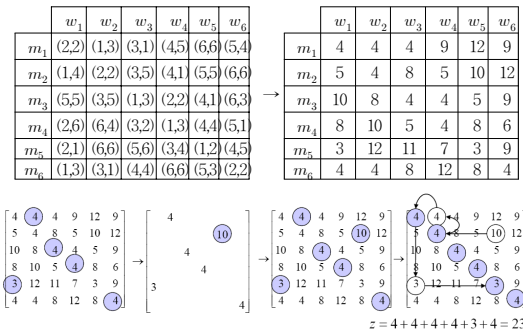 w₁ w₂ w₃ w₄ w₅ w₆
m₁ (2,2) (1,3) (3,1) (4,5) (6,6) (5,4)
m₂ (1,4) (2,2) (3,5) (4,1) (5,5) (6,6)
m₃ (5,5) (3,5) (1,3) (2,2) (4,1) (6,3)
m₄ (2,6) (6,4) (3,2) (1,3) (4,4) (5,1)
m₅ (2,1) (6,6) (5,6) (3,4) (1,2) (4,5)
m₆ (1,3) (3,1) (4,4) (6,6) (5,3) (2,2)
→
w₁ w₂ w₃ w₄ w₅ w₆
m₁ 4 4 4 9 12 9
m₂ 5 4 8 5 10 12
m₃ 10 8 4 4 5 9
m₄ 8 10 5 4 8 6
m₅ 3 12 11 7 3 9
m₆ 4 4 8 12 8 4
4 4 4 9 12 9
5 4 8 5 10 12
10 8 4 4 5 9
8 10 5 4 8 6
3 12 11 7 3 9
4 4 8 12 8 4
→
4
10
4
4
3
4
→
4 4 4 9 12 9
5 4 8 5 10 12
10 8 4 4 5 9
8 10 5 4 8 6
3 12 11 7 3 9
4 4 8 12 8 4
→
4 4 4 9 12 9
5 4 8 5 10 12
10 8 4 4 5 9
8 10 5 4 8 6
3 12 11 7 3 9
4 4 8 12 8 4
z = 4 + 4 + 4 + 4 + 3 + 4 = 23